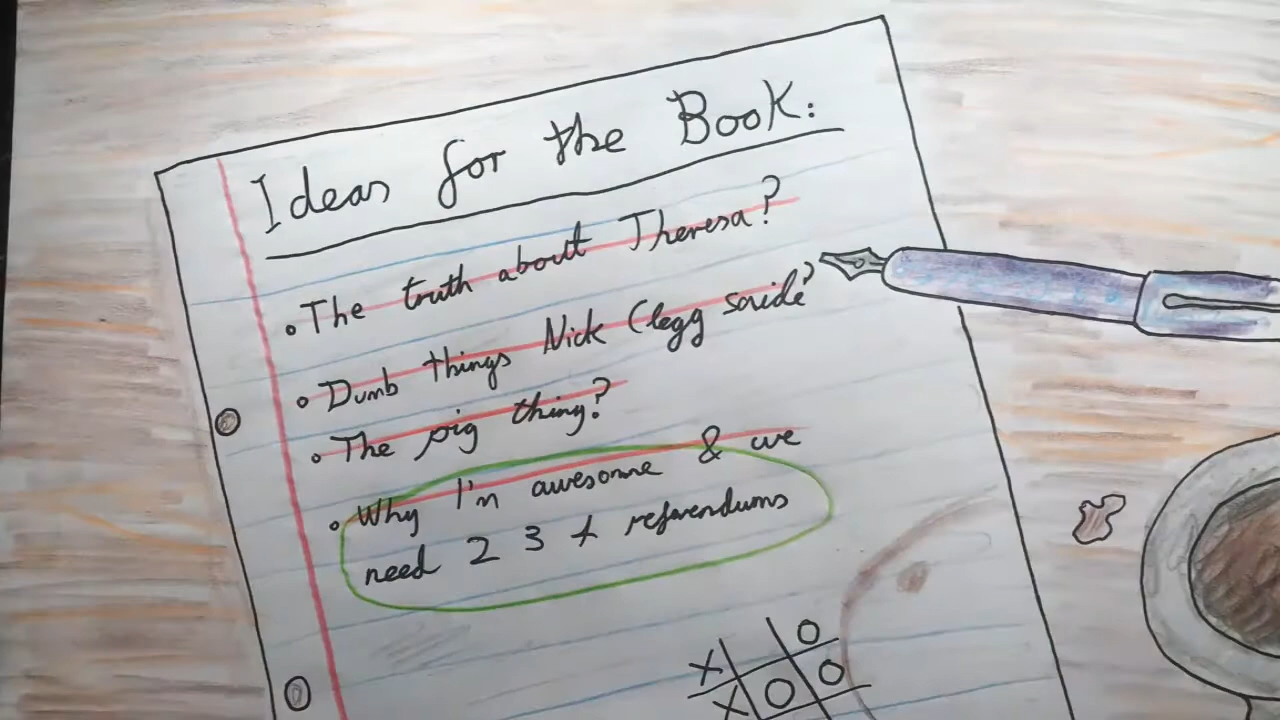 Ideas for the Book:
• The truth about Theresa?
• Dumb things Nick Clegg said?
• The pig thing?
• Why I'm awesome & we
need 2 3 + referendums
X O
X O O